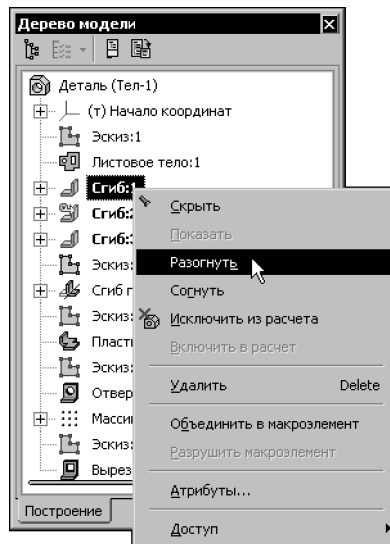 Дерево модели
Деталь (Тел-1)
(т) Начало координат
Эскиз:1
Листовое тело:1
Сгиб:1
Сгиб:2
Сгиб:3
Эскиз:
Сгиб п
Эскиз:
Пласти
Эскиз:
Отвер
Масси
Эскиз:
Вырез
Построение
Скрыть
Показать
Разогнуть
Согнуть
Исключить из расчета
Включить в расчет
Удалить Delete
Объединить в макроэлемент
Разрушить макроэлемент
Атрибуты...
Доступ